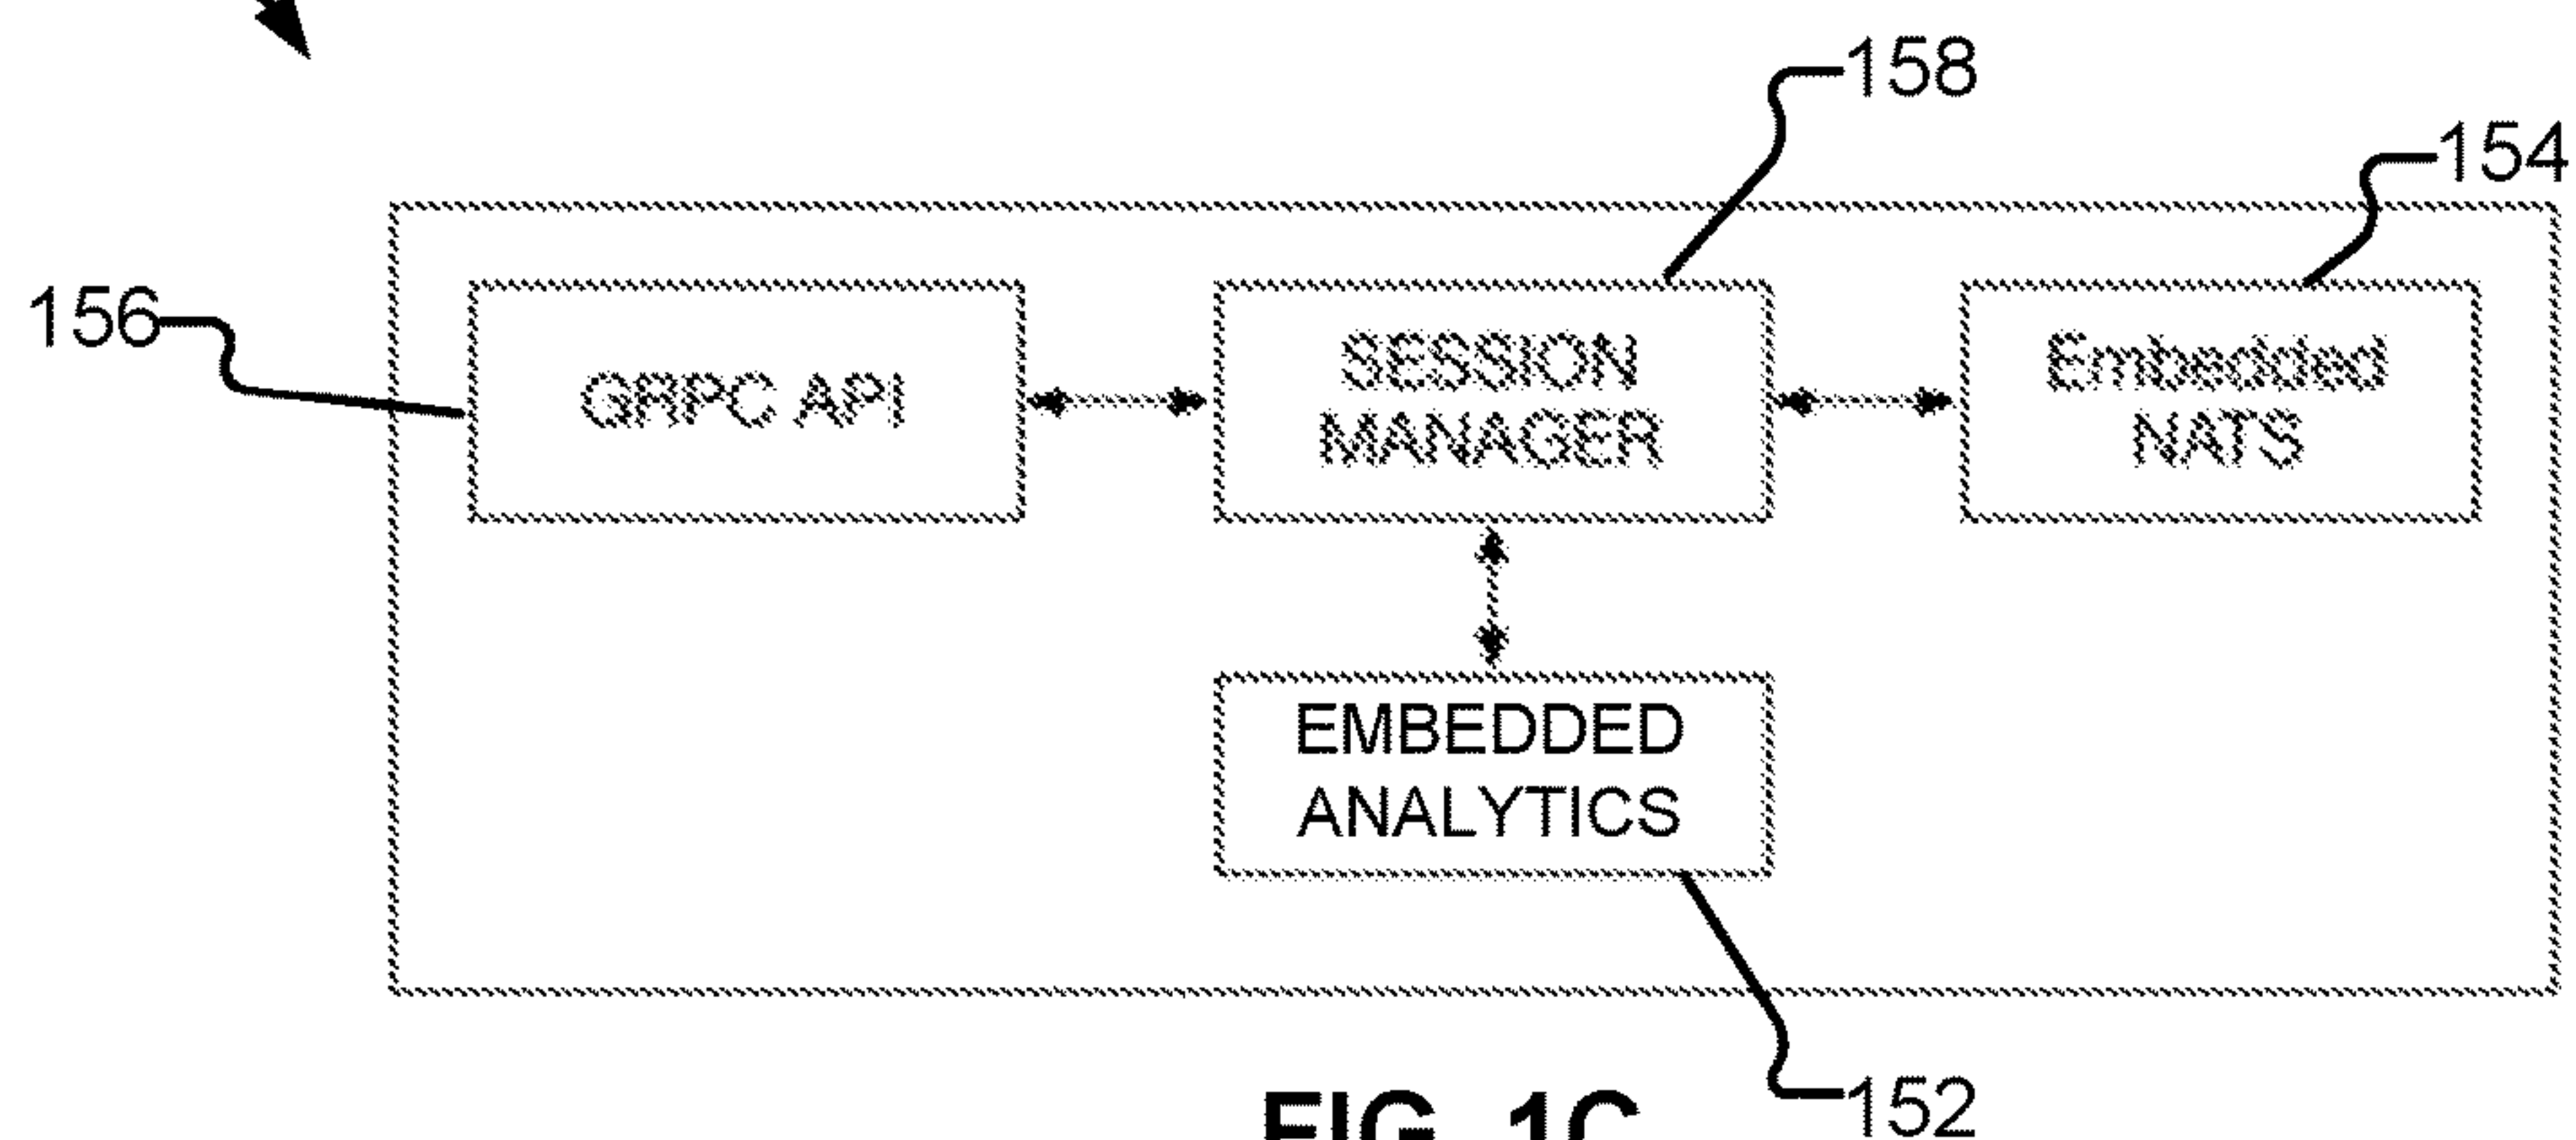 158
154
156
GRPC API
SESSION
MANAGER
Embedded
NATS
EMBEDDED
ANALYTICS
152
FIG. 1C